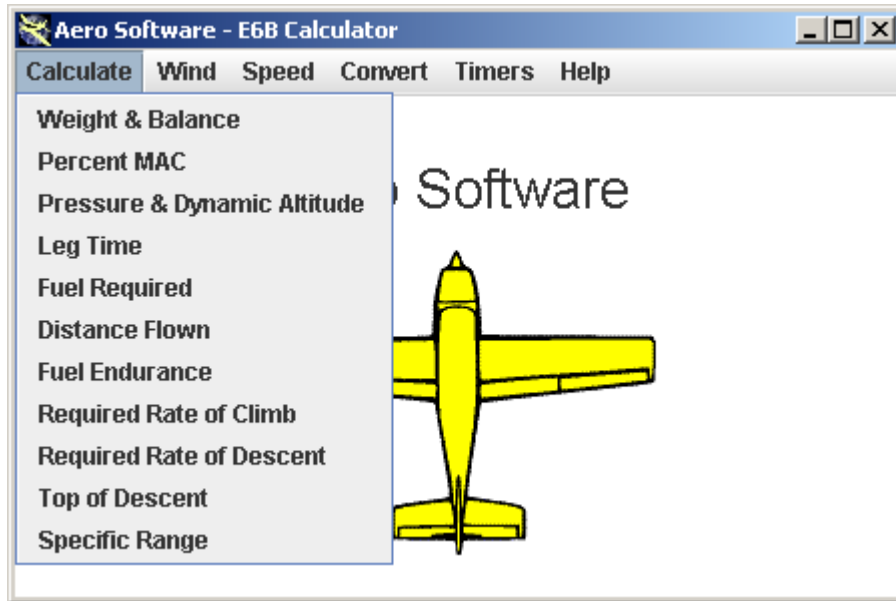 Aero Software - E6B Calculator
Calculate Wind Speed Convert Timers Help
Weight & Balance
Percent MAC
Pressure & Dynamic Altitude
Leg Time
Fuel Required
Distance Flown
Fuel Endurance
Required Rate of Climb
Required Rate of Descent
Top of Descent
Specific Range
Software